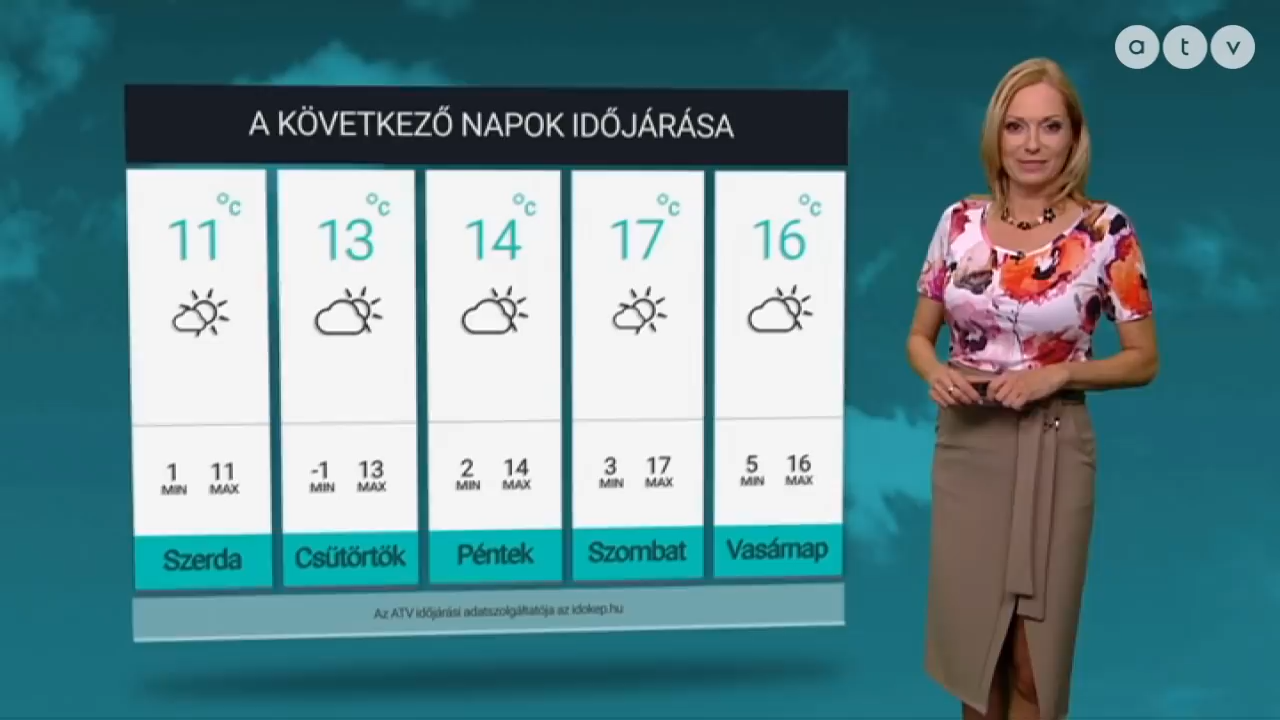 atv
A KÖVETKEZŐ NAPOK IDŐJÁRÁSA
11 °C
13 °C
14 °C
17 °C
16 °C
1 MIN 11 MAX
-1 MIN 13 MAX
2 MIN 14 MAX
3 MIN 17 MAX
5 MIN 16 MAX
Szerda
Csütörtök
Péntek
Szombat
Vasárnap
Az ATV időjárási adatszolgáltatója az idokep.hu